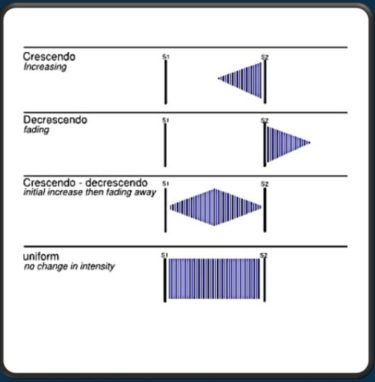 Crescendo
Increasing
S1
S2
Decrescendo
fading
S1
S2
Crescendo - decrescendo
initial increase then fading away
S1
S2
uniform
no change in intensity
S1
S2